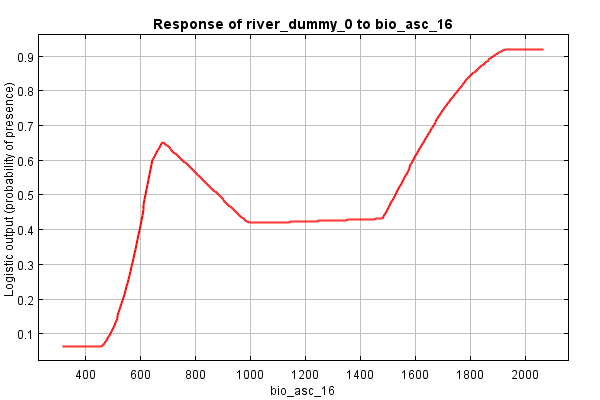 Response of river_dummy_0 to bio_asc_16
Logistic output (probability of presence)
0.9
0.8
0.7
0.6
0.5
0.4
0.3
0.2
0.1
400 600 800 1000 1200 1400 1600 1800 2000
bio_asc_16